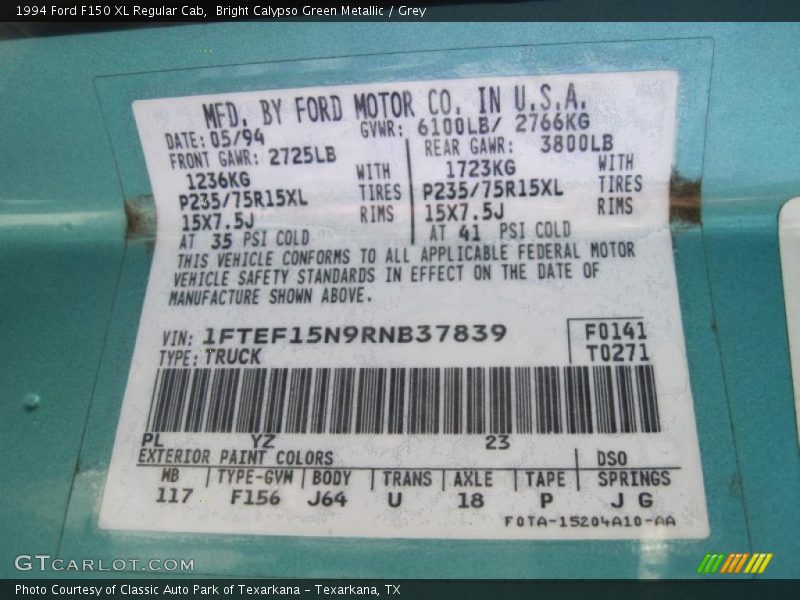 1994 Ford F150 XL Regular Cab,  Bright Calypso Green Metallic / Grey
MFD. BY FORD MOTOR CO. IN U.S.A.
DATE: 05/94 GVWR: 6100LB/ 2766KG
FRONT GAWR: 2725LB REAR GAWR: 3800LB
1236KG WITH 1723KG WITH
P235/75R15XL TIRES P235/75R15XL TIRES
15X7.5J RIMS 15X7.5J RIMS
AT 35 PSI COLD AT 41 PSI COLD
THIS VEHICLE CONFORMS TO ALL APPLICABLE FEDERAL MOTOR
VEHICLE SAFETY STANDARDS IN EFFECT ON THE DATE OF
MANUFACTURE SHOWN ABOVE.
VIN: 1FTEF15N9RNB37839 F0141
TYPE: TRUCK T0271
PL YZ 23
EXTERIOR PAINT COLORS DSO
WB TYPE-GVW BODY TRANS AXLE TAPE SPRINGS
117 F156 J64 U 18 P J G
F0TA-15204A10-AA
GTCARLOT.COM
Photo Courtesy of Classic Auto Park of Texarkana – Texarkana, TX